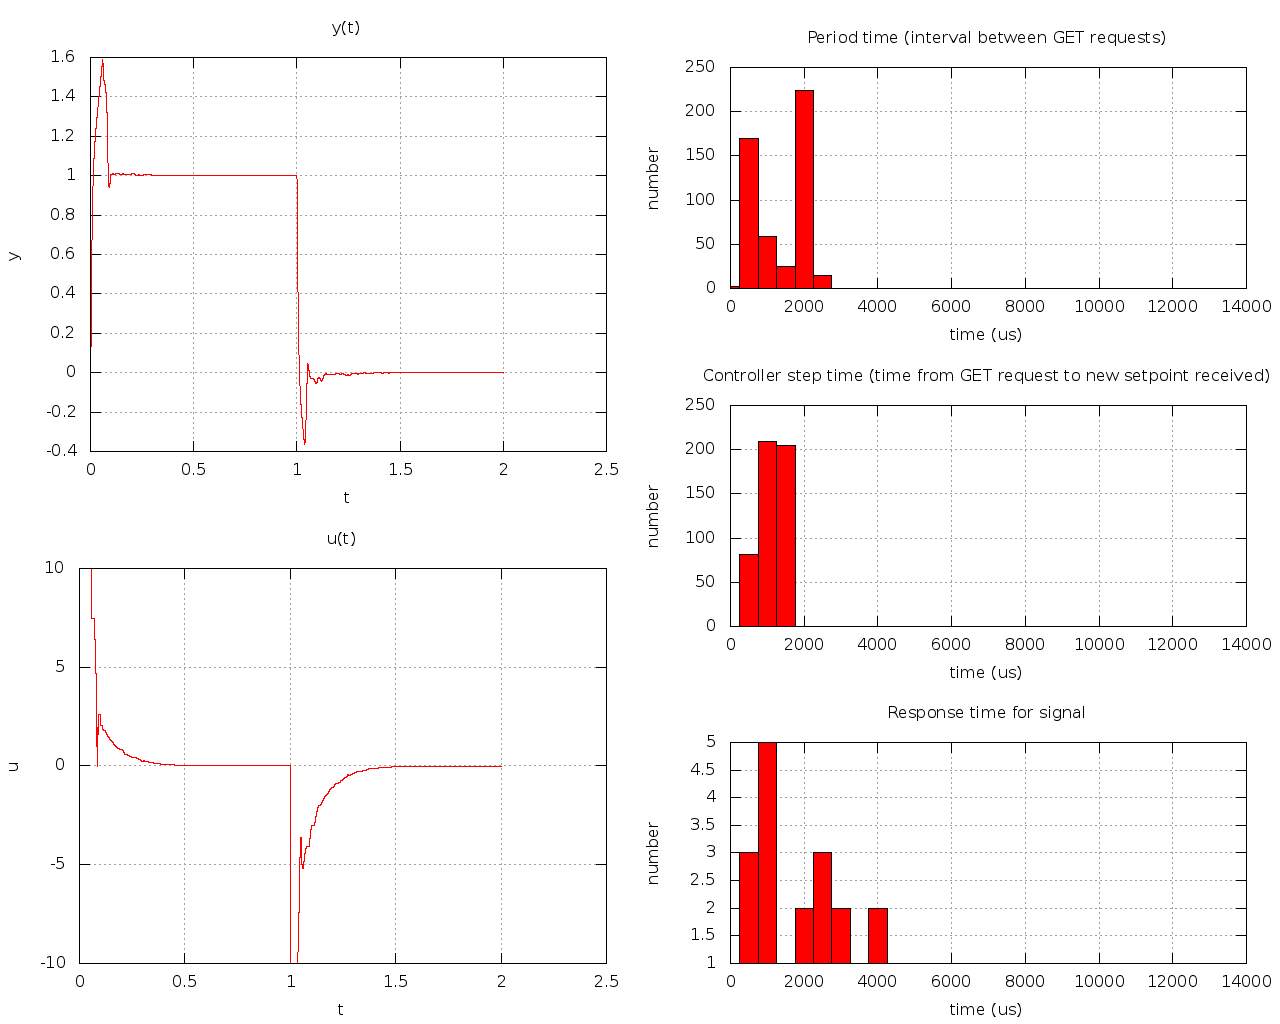 y(t)
1.6
1.4
1.2
1
0.8
0.6
0.4
0.2
0
-0.2
-0.4
y
0 0.5 1 1.5 2 2.5
t
u(t)
10
5
0
-5
-10
u
0 0.5 1 1.5 2 2.5
t
Period time (interval between GET requests)
250
200
150
100
50
0
number
0 2000 4000 6000 8000 10000 12000 14000
time (us)
Controller step time (time from GET request to new setpoint received)
250
200
150
100
50
0
number
0 2000 4000 6000 8000 10000 12000 14000
time (us)
Response time for signal
5
4.5
4
3.5
3
2.5
2
1.5
1
number
0 2000 4000 6000 8000 10000 12000 14000
time (us)